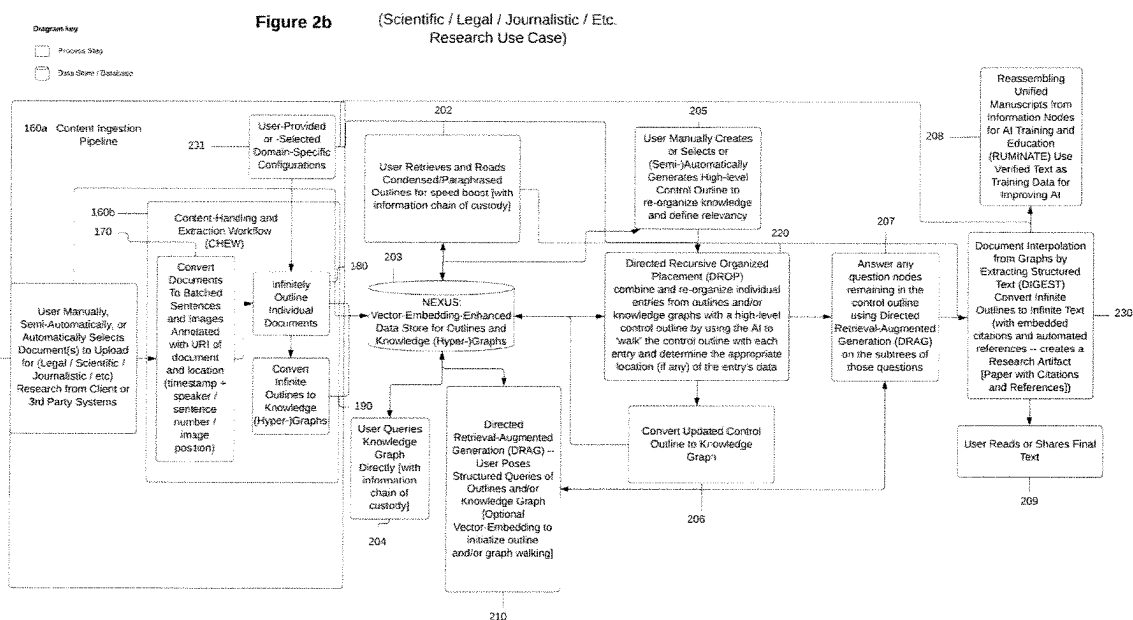 Figure 2b
(Scientific / Legal / Journalistic / Etc.
Research Use Case)
Diagram key
Process Step
Data Store / Database
160a Content Ingestion
Pipeline
231
User-Provided
or -Selected
Domain-Specific
Configurations
202
User Retrieves and Reads
Condensed/Paraphrased
Outlines for speed boost [with
information chain of custody]
205
User Manually Creates
or Selects or
(Semi-)Automatically
Generates High-level
Control Outline to
re-organize knowledge
and define relevancy
208
Reassembling
Unified
Manuscripts from
Information Nodes
for AI Training and
Education
(RUMINATE) Use
Verified Text as
Training Data for
Improving AI
160b
170
Content-Handling and
Extraction Workflow
(CHEW)
User Manually,
Semi-Automatically, or
Automatically Selects
Document(s) to Upload
for (Legal / Scientific /
Journalistic / etc)
Research from Client or
3rd Party Systems
Convert
Documents
To Batched
Sentences
and Images
Annotated
with URI of
document
and location
(timestamp +
speaker /
sentence
number /
image
position)
180
Infinitely
Outline
Individual
Documents
Convert
Infinite
Outlines to
Knowledge
(Hyper-)Graphs
190
203
NEXUS:
Vector-Embedding-Enhanced
Data Store for Outlines and
Knowledge (Hyper-)Graphs
User Queries
Knowledge
Graph
Directly [with
information
chain of
custody]
204
Directed
Retrieval-Augmented
Generation (DRAG) --
User Poses
Structured Queries of
Outlines and/or
Knowledge Graph
[Optional
Vector-Embedding to
initialize outline
and/or graph walking]
210
220
Directed Recursive Organized
Placement (DROP)
combine and re-organize individual
entries from outlines and/or
knowledge graphs with a high-level
control outline by using the AI to
'walk' the control outline with each
entry and determine the appropriate
location (if any) of the entry's data
Convert Updated Control
Outline to Knowledge
Graph
206
207
Answer any
question nodes
remaining in the
control outline
using Directed
Retrieval-Augmented
Generation (DRAG)
on the subtrees of
those questions
Document Interpolation
from Graphs by
Extracting Structured
Text (DIGEST)
Convert Infinite
Outlines to Infinite Text
(with embedded
citations and automated
references -- creates a
Research Artifact
[Paper with Citations
and References])
230
User Reads or Shares Final
Text
209